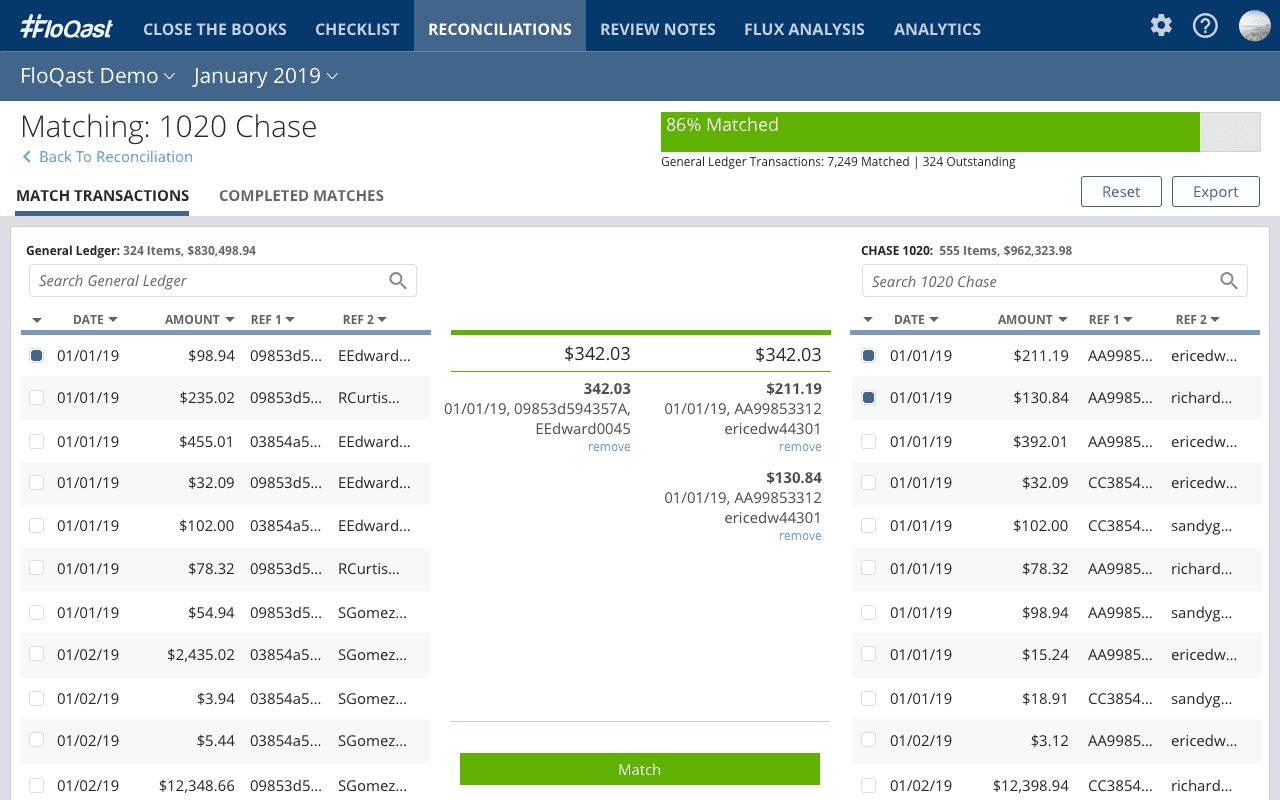 #FloQast CLOSE THE BOOKS CHECKLIST RECONCILIATIONS REVIEW NOTES FLUX ANALYSIS ANALYTICS ?
FloQast Demo January 2019
Matching: 1020 Chase
86% Matched
Back To Reconciliation
General Ledger Transactions: 7,249 Matched | 324 Outstanding
MATCH TRANSACTIONS COMPLETED MATCHES
Reset Export
General Ledger: 324 Items, $830,498.94
Search General Ledger
DATE AMOUNT REF 1 REF 2
01/01/19 $98.94 09853d5... EEdward...
01/01/19 $235.02 09853d5... RCurtis...
01/01/19 $455.01 03854a5... EEdward...
01/01/19 $32.09 09853d5... EEdward...
01/01/19 $102.00 03854a5... EEdward...
01/01/19 $78.32 09853d5... RCurtis...
01/01/19 $54.94 09853d5... SGomez...
01/02/19 $2,435.02 03854a5... SGomez...
01/02/19 $3.94 03854a5... SGomez...
01/02/19 $5.44 03854a5... SGomez...
01/02/19 $12,348.66 09853d5... SGomez...
$342.03 $342.03
342.03
01/01/19, 09853d594357A,
EEdward0045
remove
$211.19
01/01/19, AA99853312
ericedw44301
remove
$130.84
01/01/19, AA99853312
ericedw44301
remove
Match
CHASE 1020: 555 Items, $962,323.98
Search 1020 Chase
DATE AMOUNT REF 1 REF 2
01/01/19 $211.19 AA9985... ericedw...
01/01/19 $130.84 AA9985... richard...
01/01/19 $392.01 AA9985... ericedw...
01/01/19 $32.09 CC3854... ericedw...
01/01/19 $102.00 CC3854... sandyg...
01/01/19 $78.32 AA9985... richard...
01/01/19 $98.94 AA9985... sandyg...
01/01/19 $15.24 AA9985... ericedw...
01/01/19 $18.91 CC3854... sandyg...
01/02/19 $3.12 AA9985... ericedw...
01/02/19 $12,398.94 CC3854... richard...